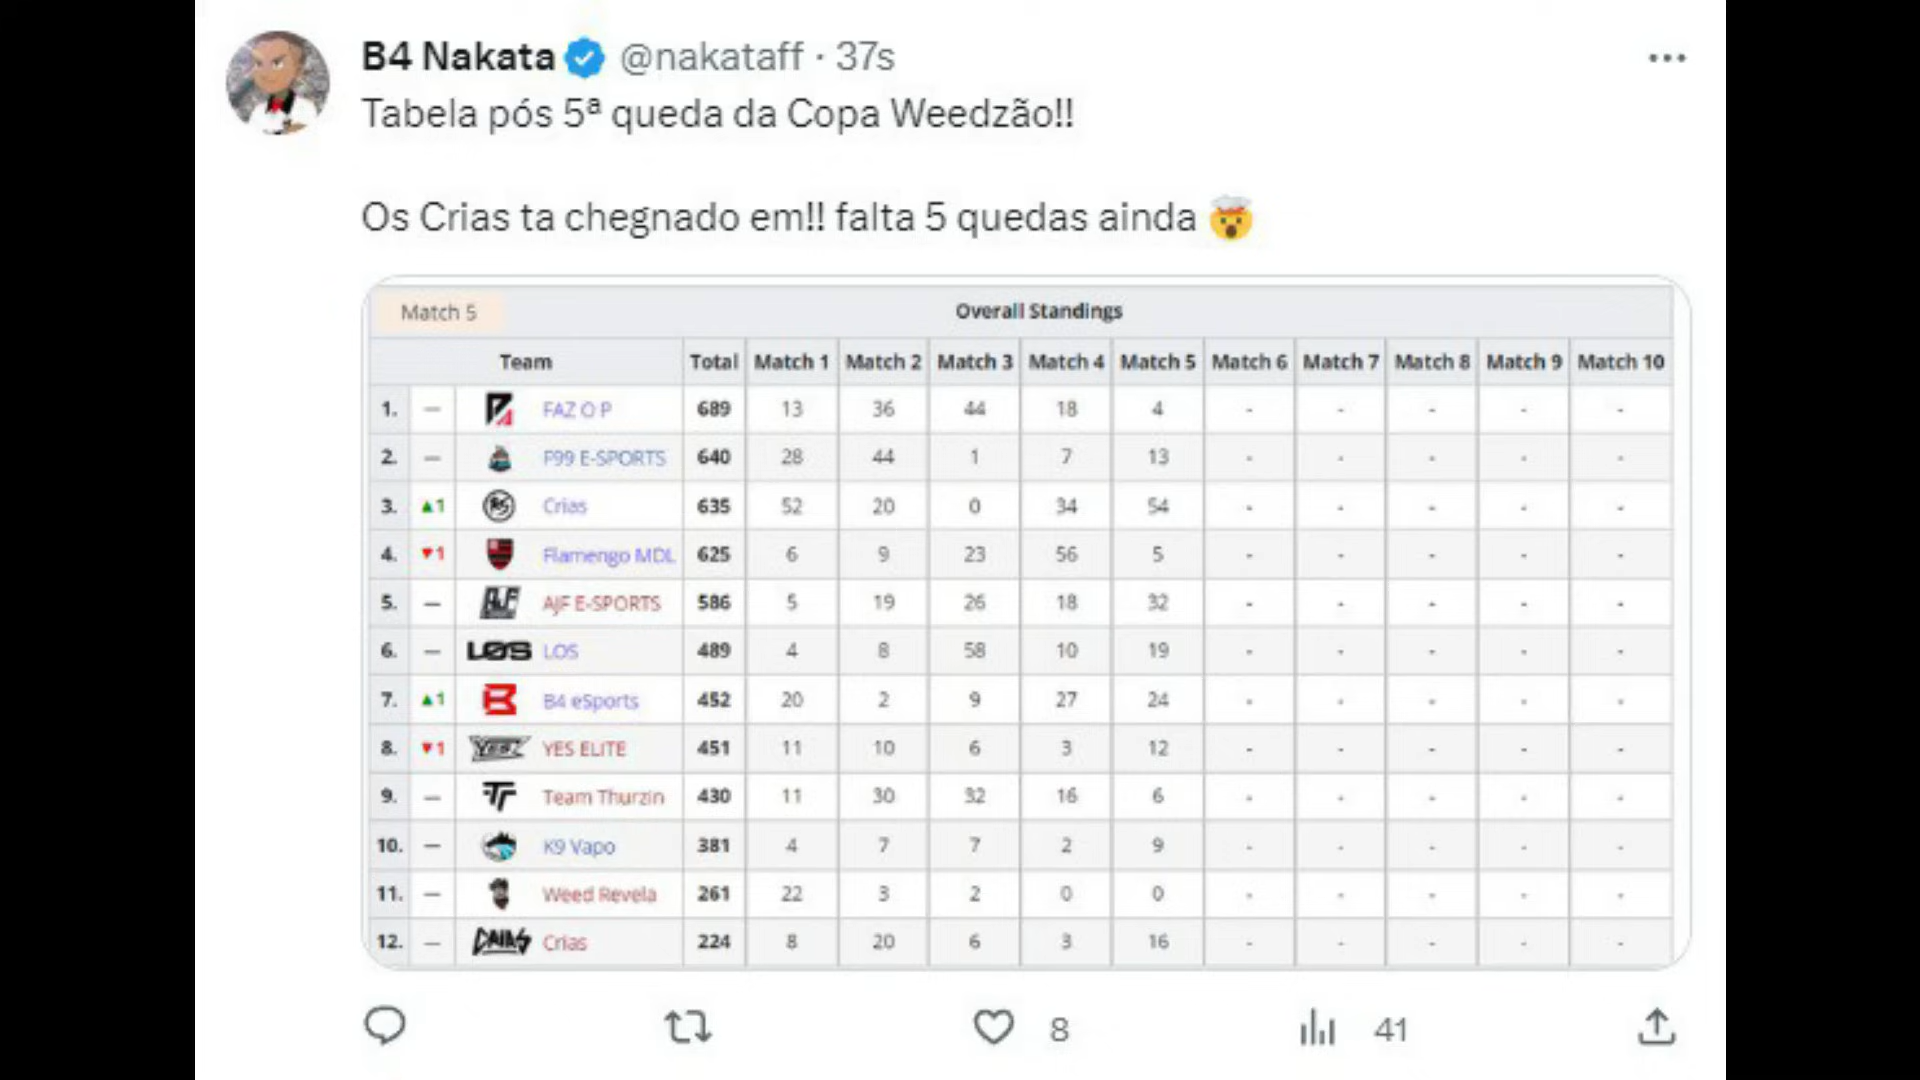 B4 Nakata @nakataff · 37s
Tabela pós 5ª queda da Copa Weedzão!!
Os Crias ta chegnado em!! falta 5 quedas ainda 🤯
Match 5 Overall Standings
Team Total Match 1 Match 2 Match 3 Match 4 Match 5 Match 6 Match 7 Match 8 Match 9 Match 10
1. — FAZ O P 689 13 36 44 18 4 - - - - -
2. — P99 E-SPORTS 640 28 44 1 7 13 - - - - -
3. ▲1 Crias 635 52 20 0 34 54 - - - - -
4. ▼1 Flamengo MDL 625 6 9 23 56 5 - - - - -
5. — AJF AJF E-SPORTS 586 5 19 26 18 32 - - - - -
6. — LOS LOS 489 4 8 58 10 19 - - - - -
7. ▲1 B4 eSports 452 20 2 9 27 24 - - - - -
8. ▼1 YESZ YES ELITE 451 11 10 6 3 12 - - - - -
9. — Team Thurzin 430 11 30 32 16 6 - - - - -
10. — K9 Vapo 381 4 7 7 2 9 - - - - -
11. — Weed Revela 261 22 3 2 0 0 - - - - -
12. — CRIAS Crias 224 8 20 6 3 16 - - - - -
8 41